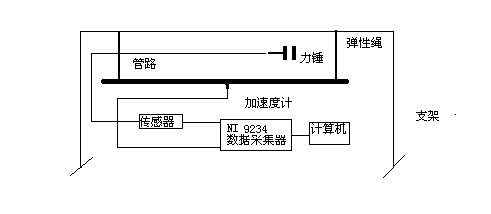 弹性绳
力锤
管路
加速度计
支架
传感器
NI 9234
数据采集器
计算机